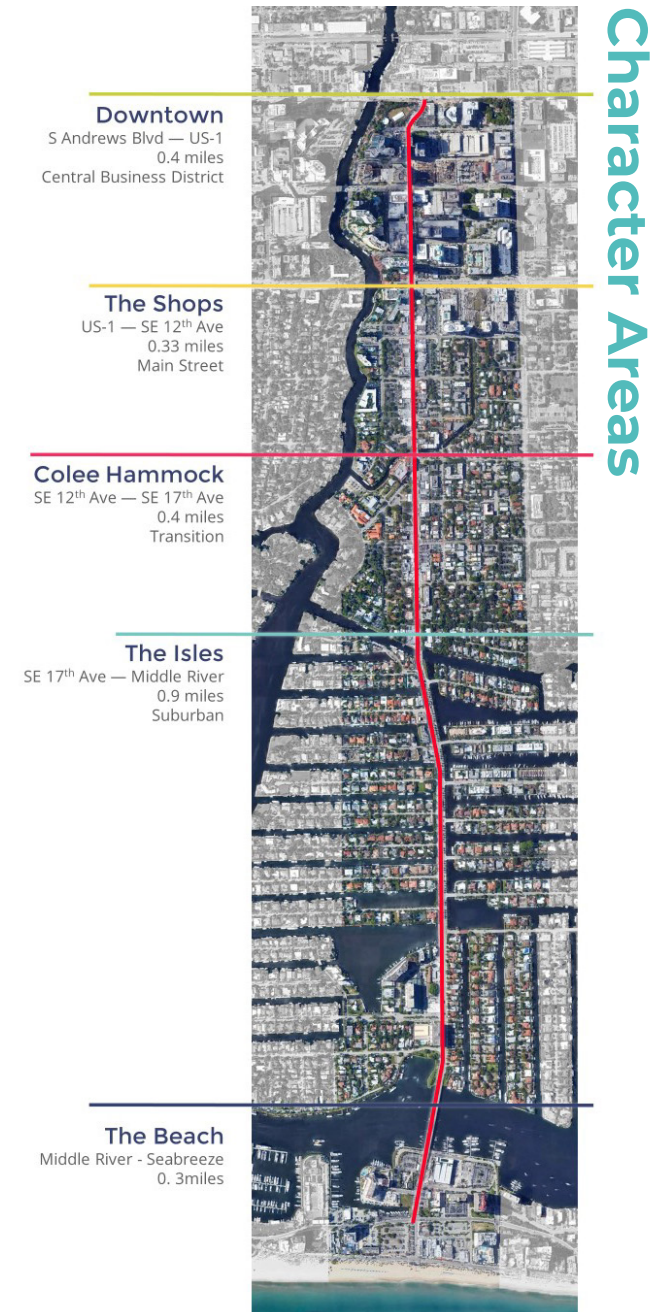 Character Areas
Downtown
S Andrews Blvd — US-1
0.4 miles
Central Business District
The Shops
US-1 — SE 12th Ave
0.33 miles
Main Street
Colee Hammock
SE 12th Ave — SE 17th Ave
0.4 miles
Transition
The Isles
SE 17th Ave — Middle River
0.9 miles
Suburban
The Beach
Middle River - Seabreeze
0. 3miles